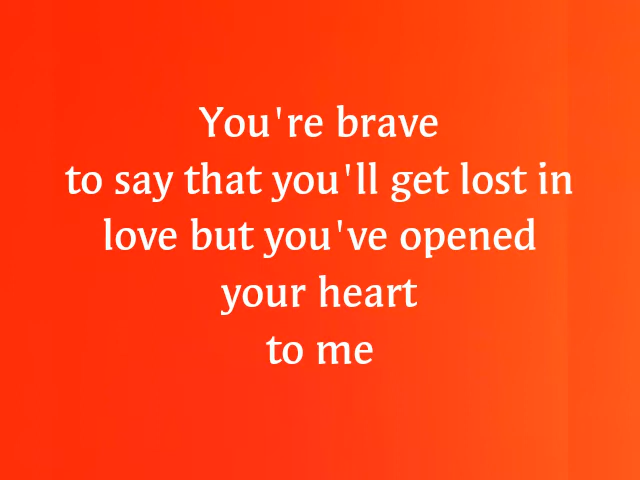 You're brave
to say that you'll get lost in
love but you've opened
your heart
to me